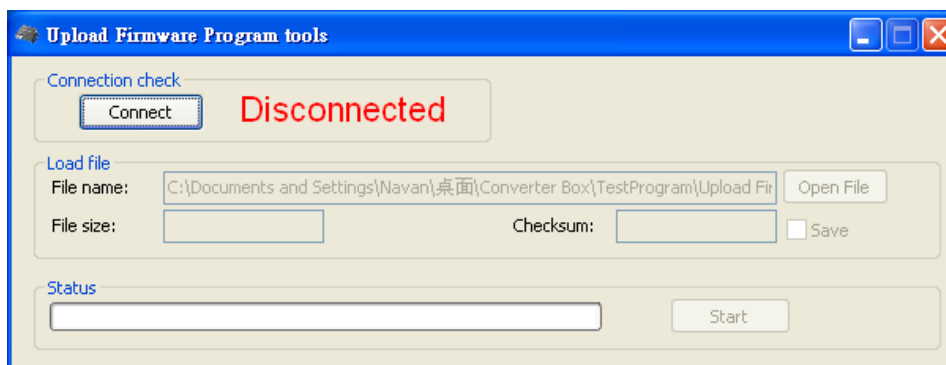 Upload Firmware Program tools
Connection check
Connect Disconnected
Load file
File name: C:\Documents and Settings\Navan\桌面\Converter Box\TestProgram\Upload Fir Open File
File size: Checksum: Save
Status
Start